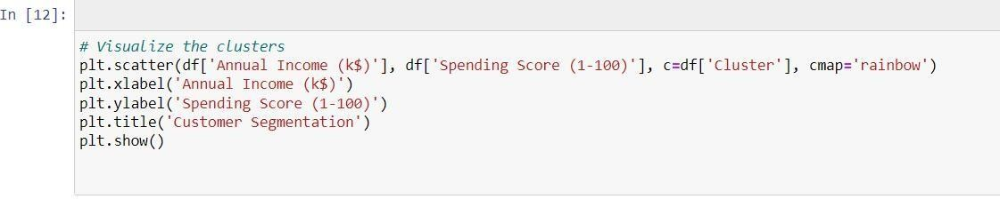 In [12]:
# Visualize the clusters
plt.scatter(df['Annual Income (k$)'], df['Spending Score (1-100)'], c=df['Cluster'], cmap='rainbow')
plt.xlabel('Annual Income (k$)')
plt.ylabel('Spending Score (1-100)')
plt.title('Customer Segmentation')
plt.show()